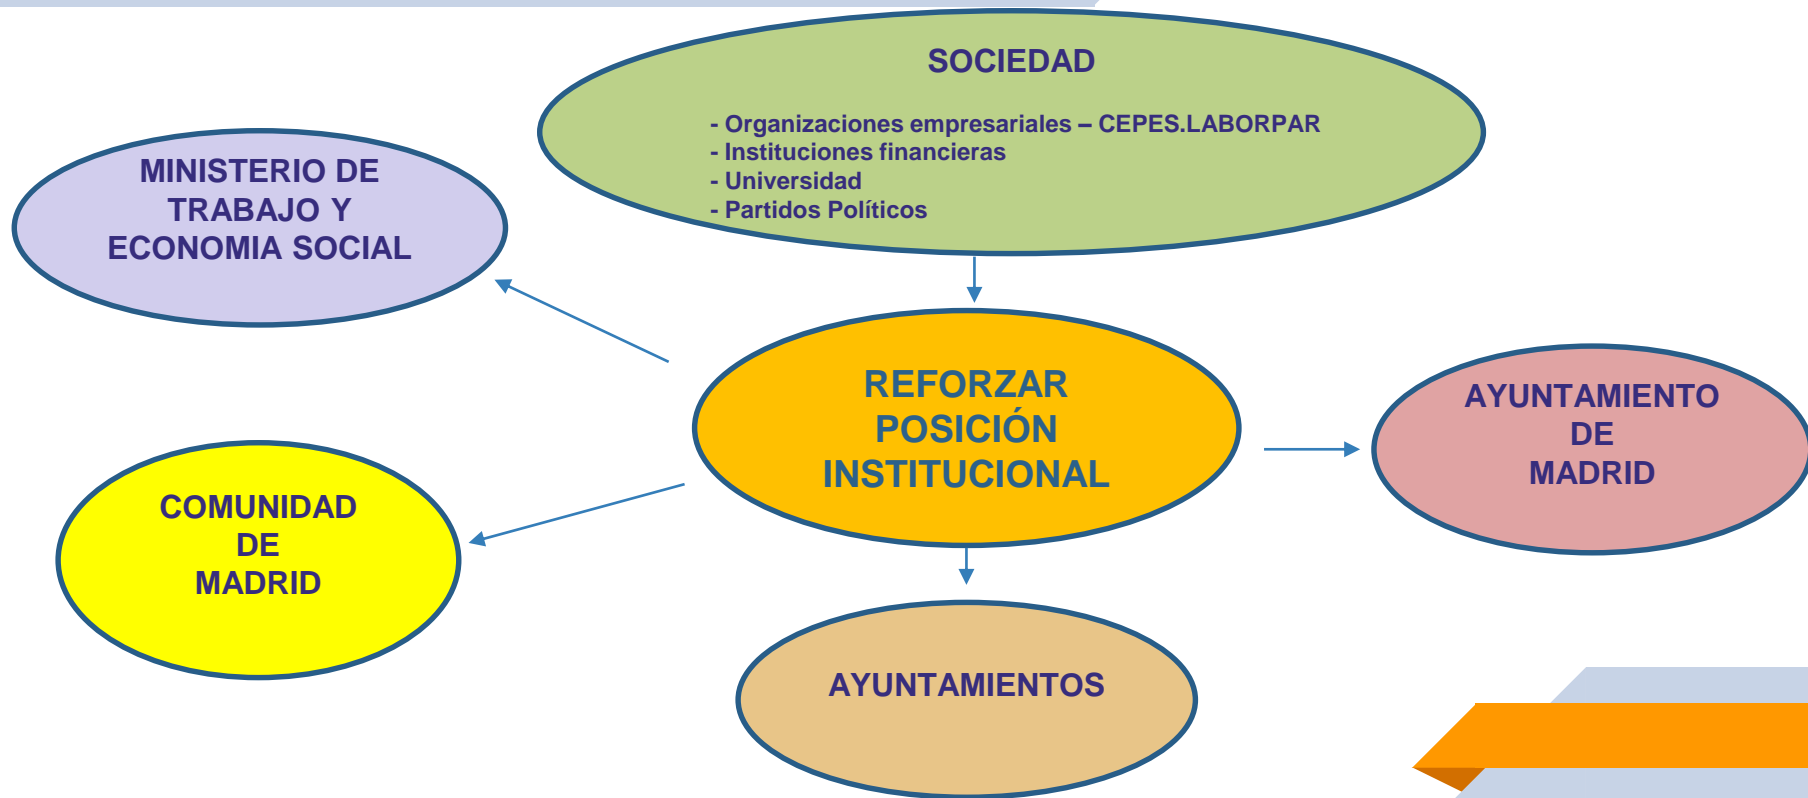 SOCIEDAD
- Organizaciones empresariales – CEPES.LABORPAR
- Instituciones financieras
- Universidad
- Partidos Políticos
MINISTERIO DE
TRABAJO Y
ECONOMIA SOCIAL
REFORZAR
POSICIÓN
INSTITUCIONAL
AYUNTAMIENTO
DE
MADRID
COMUNIDAD
DE
MADRID
AYUNTAMIENTOS